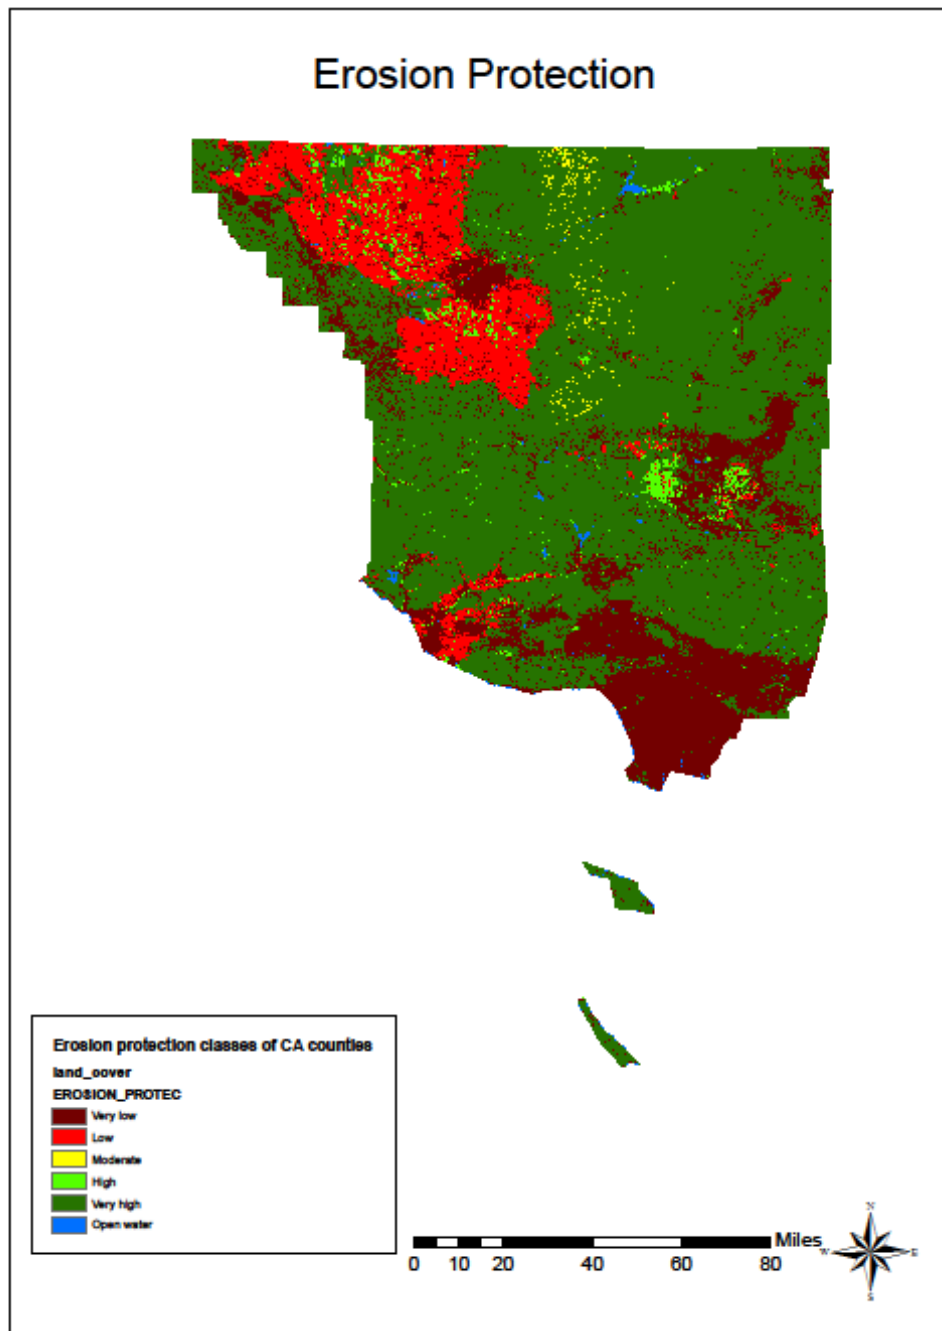 Erosion Protection
Erosion protection classes of CA counties
land_cover
EROSION_PROTEC
Very low
Low
Moderate
High
Very high
Open water
Miles
0 10 20 40 60 80
N
W E
S